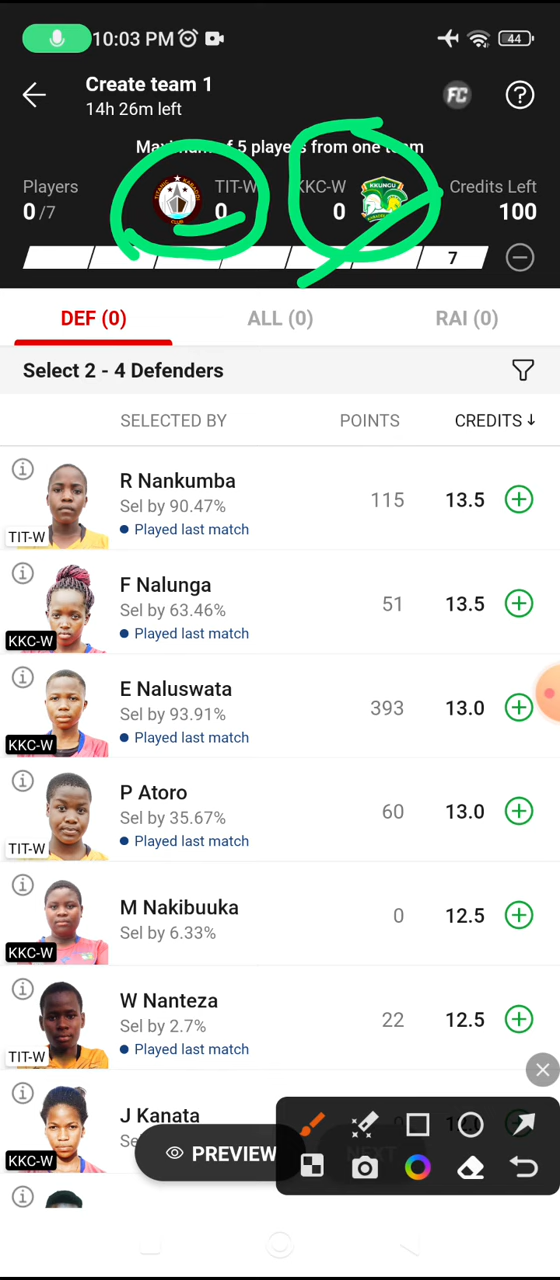 10:03 PM 44
Create team 1
14h 26m left
FC ?
Maximum of 5 players from one team
Players TIT-W KKC-W Credits Left
0/7 0 0 100
7
DEF (0) ALL (0) RAI (0)
Select 2 - 4 Defenders
SELECTED BY POINTS CREDITS↓
R Nankumba
Sel by 90.47% 115 13.5
Played last match
TIT-W
F Nalunga
Sel by 63.46% 51 13.5
Played last match
KKC-W
E Naluswata
Sel by 93.91% 393 13.0
Played last match
KKC-W
P Atoro
Sel by 35.67% 60 13.0
Played last match
TIT-W
M Nakibuuka
Sel by 6.33% 0 12.5
KKC-W
W Nanteza
Sel by 2.7% 22 12.5
Played last match
TIT-W
J Kanata
KKC-W
PREVIEW NEXT